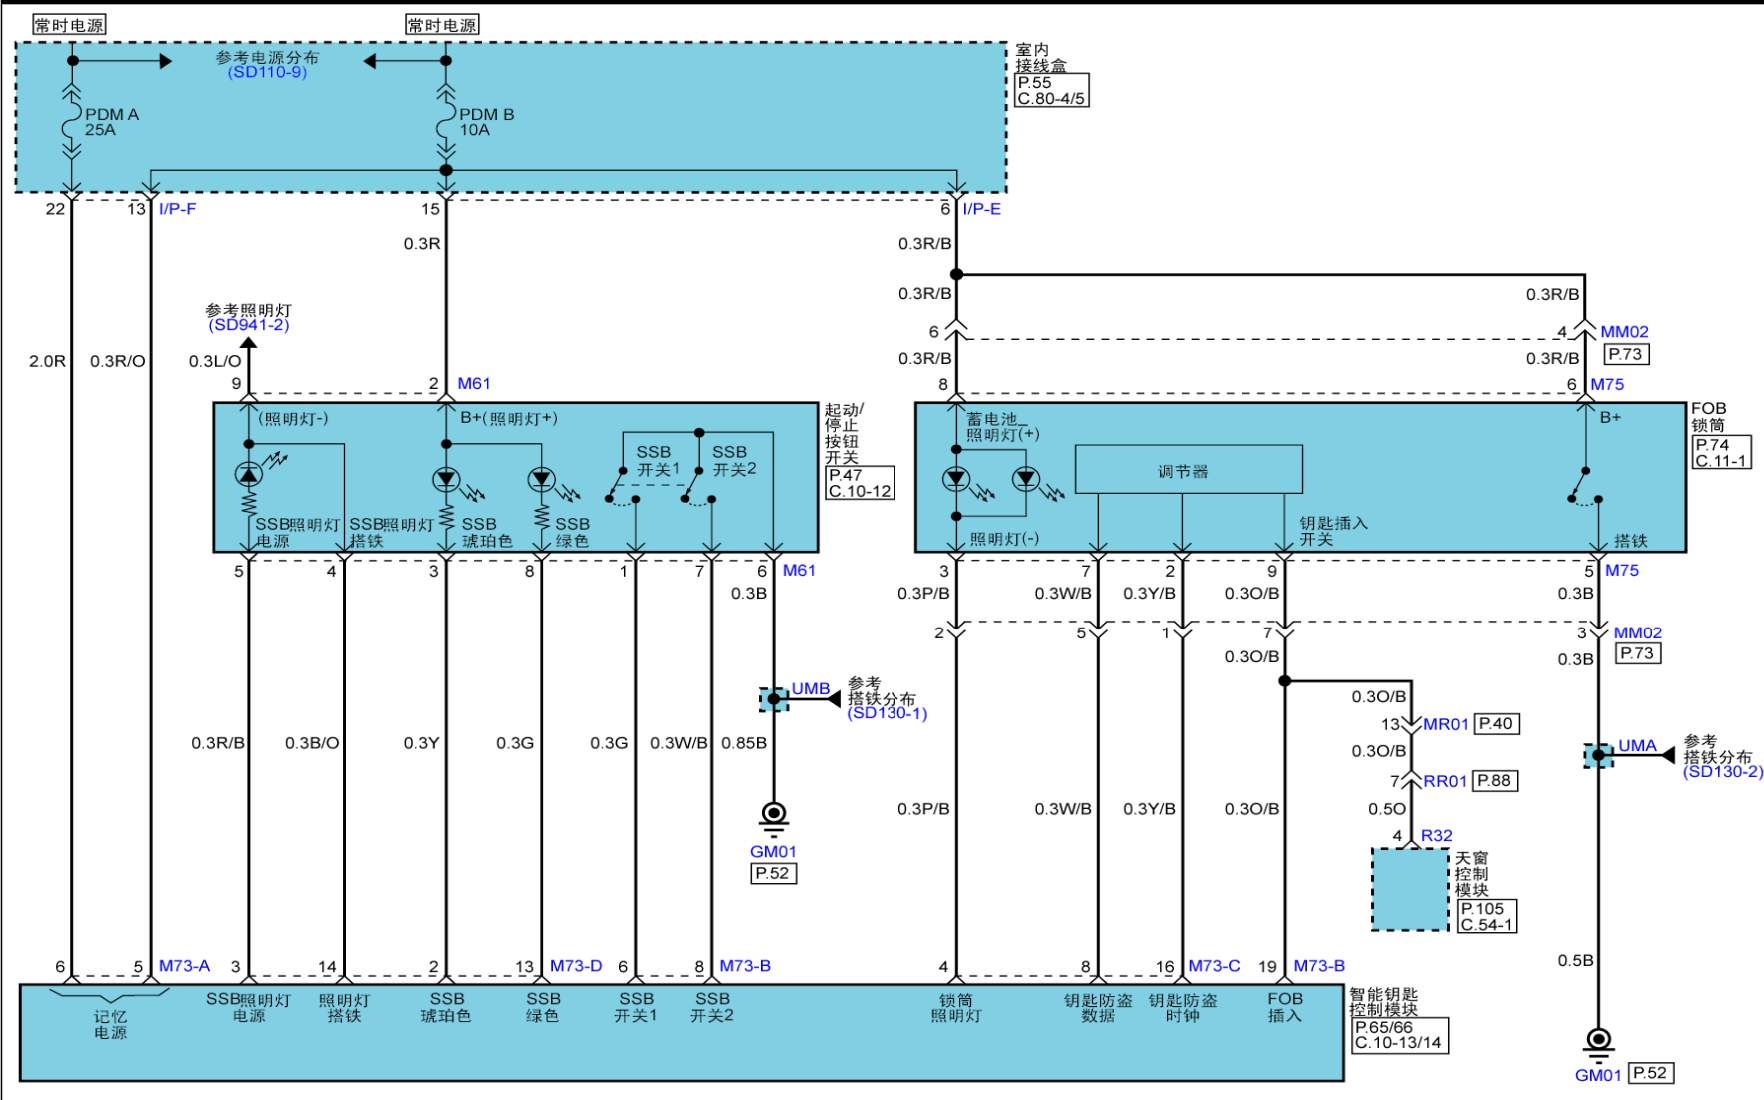 常时电源
常时电源
参考电源分布
(SD110-9)
室内
接线盒
P.55
C.80-4/5
PDM A
25A
PDM B
10A
22
13
I/P-F
15
6
I/P-E
0.3R
0.3R/B
0.3R/B
0.3R/B
参考照明灯
(SD941-2)
6
4
MM02
P.73
2.0R
0.3R/O
0.3L/O
0.3R/B
0.3R/B
9
2
M61
8
6
M75
(照明灯-)
B+(照明灯+)
起动/
停止
按钮
开关
P.47
C.10-12
SSB
开关1
SSB
开关2
SSB照明灯
电源
SSB照明灯
搭铁
SSB
琥珀色
SSB
绿色
蓄电池_
照明灯(+)
调节器
B+
FOB
锁筒
P.74
C.11-1
照明灯(-)
钥匙插入
开关
搭铁
5
4
3
8
1
7
6
M61
3
7
2
9
5
M75
0.3B
0.3P/B
0.3W/B
0.3Y/B
0.3O/B
0.3B
2
5
1
7
3
MM02
P.73
0.3O/B
0.3B
UMB
参考
搭铁分布
(SD130-1)
0.3O/B
13
MR01
P.40
0.3R/B
0.3B/O
0.3Y
0.3G
0.3G
0.3W/B
0.85B
0.3O/B
UMA
参考
搭铁分布
(SD130-2)
7
RR01
P.88
0.3P/B
0.3W/B
0.3Y/B
0.3O/B
0.5O
4
R32
GM01
P.52
天窗
控制
模块
P.105
C.54-1
0.5B
6
5
M73-A
3
14
2
13
M73-D
6
8
M73-B
4
8
16
M73-C
19
M73-B
记忆
电源
SSB照明灯
电源
照明灯
搭铁
SSB
琥珀色
SSB
绿色
SSB
开关1
SSB
开关2
锁筒
照明灯
钥匙防盗
数据
钥匙防盗
时钟
FOB
插入
智能钥匙
控制模块
P.65/66
C.10-13/14
GM01
P.52